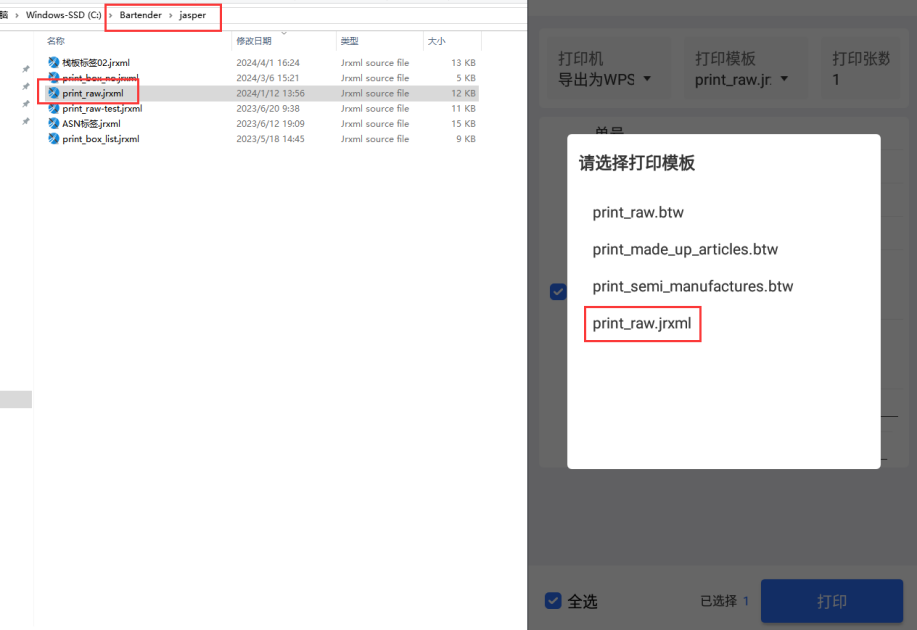 脑 › Windows-SSD (C:) › Bartender › jasper
名称 修改日期 类型 大小
栈板标签02.jrxml 2024/4/1 16:24 Jrxml source file 13 KB
print_box_no.jrxml 2024/3/6 15:21 Jrxml source file 5 KB
print_raw.jrxml 2024/1/12 13:56 Jrxml source file 12 KB
print_raw-test.jrxml 2023/6/20 9:38 Jrxml source file 11 KB
ASN标签.jrxml 2023/6/12 19:09 Jrxml source file 15 KB
print_box_list.jrxml 2023/5/18 14:45 Jrxml source file 9 KB
打印机 打印模板 打印张数
导出为WPS print_raw.jr 1
单号
请选择打印模板
print_raw.btw
print_made_up_articles.btw
print_semi_manufactures.btw
print_raw.jrxml
全选 已选择 1 打印